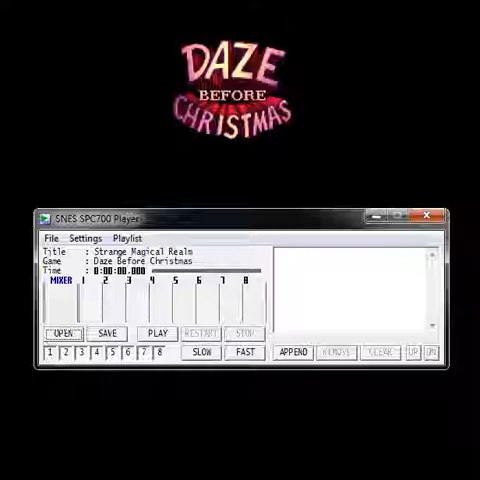 DAZE
BEFORE
CHRISTMAS
SNES SPC700 Player
File Settings Playlist
Title : Strange Magical Realm
Game : Daze Before Christmas
Time : 0:00:00.000
MIXER 1 2 3 4 5 6 7 8
OPEN SAVE PLAY RESTART STOP
1 2 3 4 5 6 7 8 SLOW FAST APPEND REMOVE CLEAR UP DN